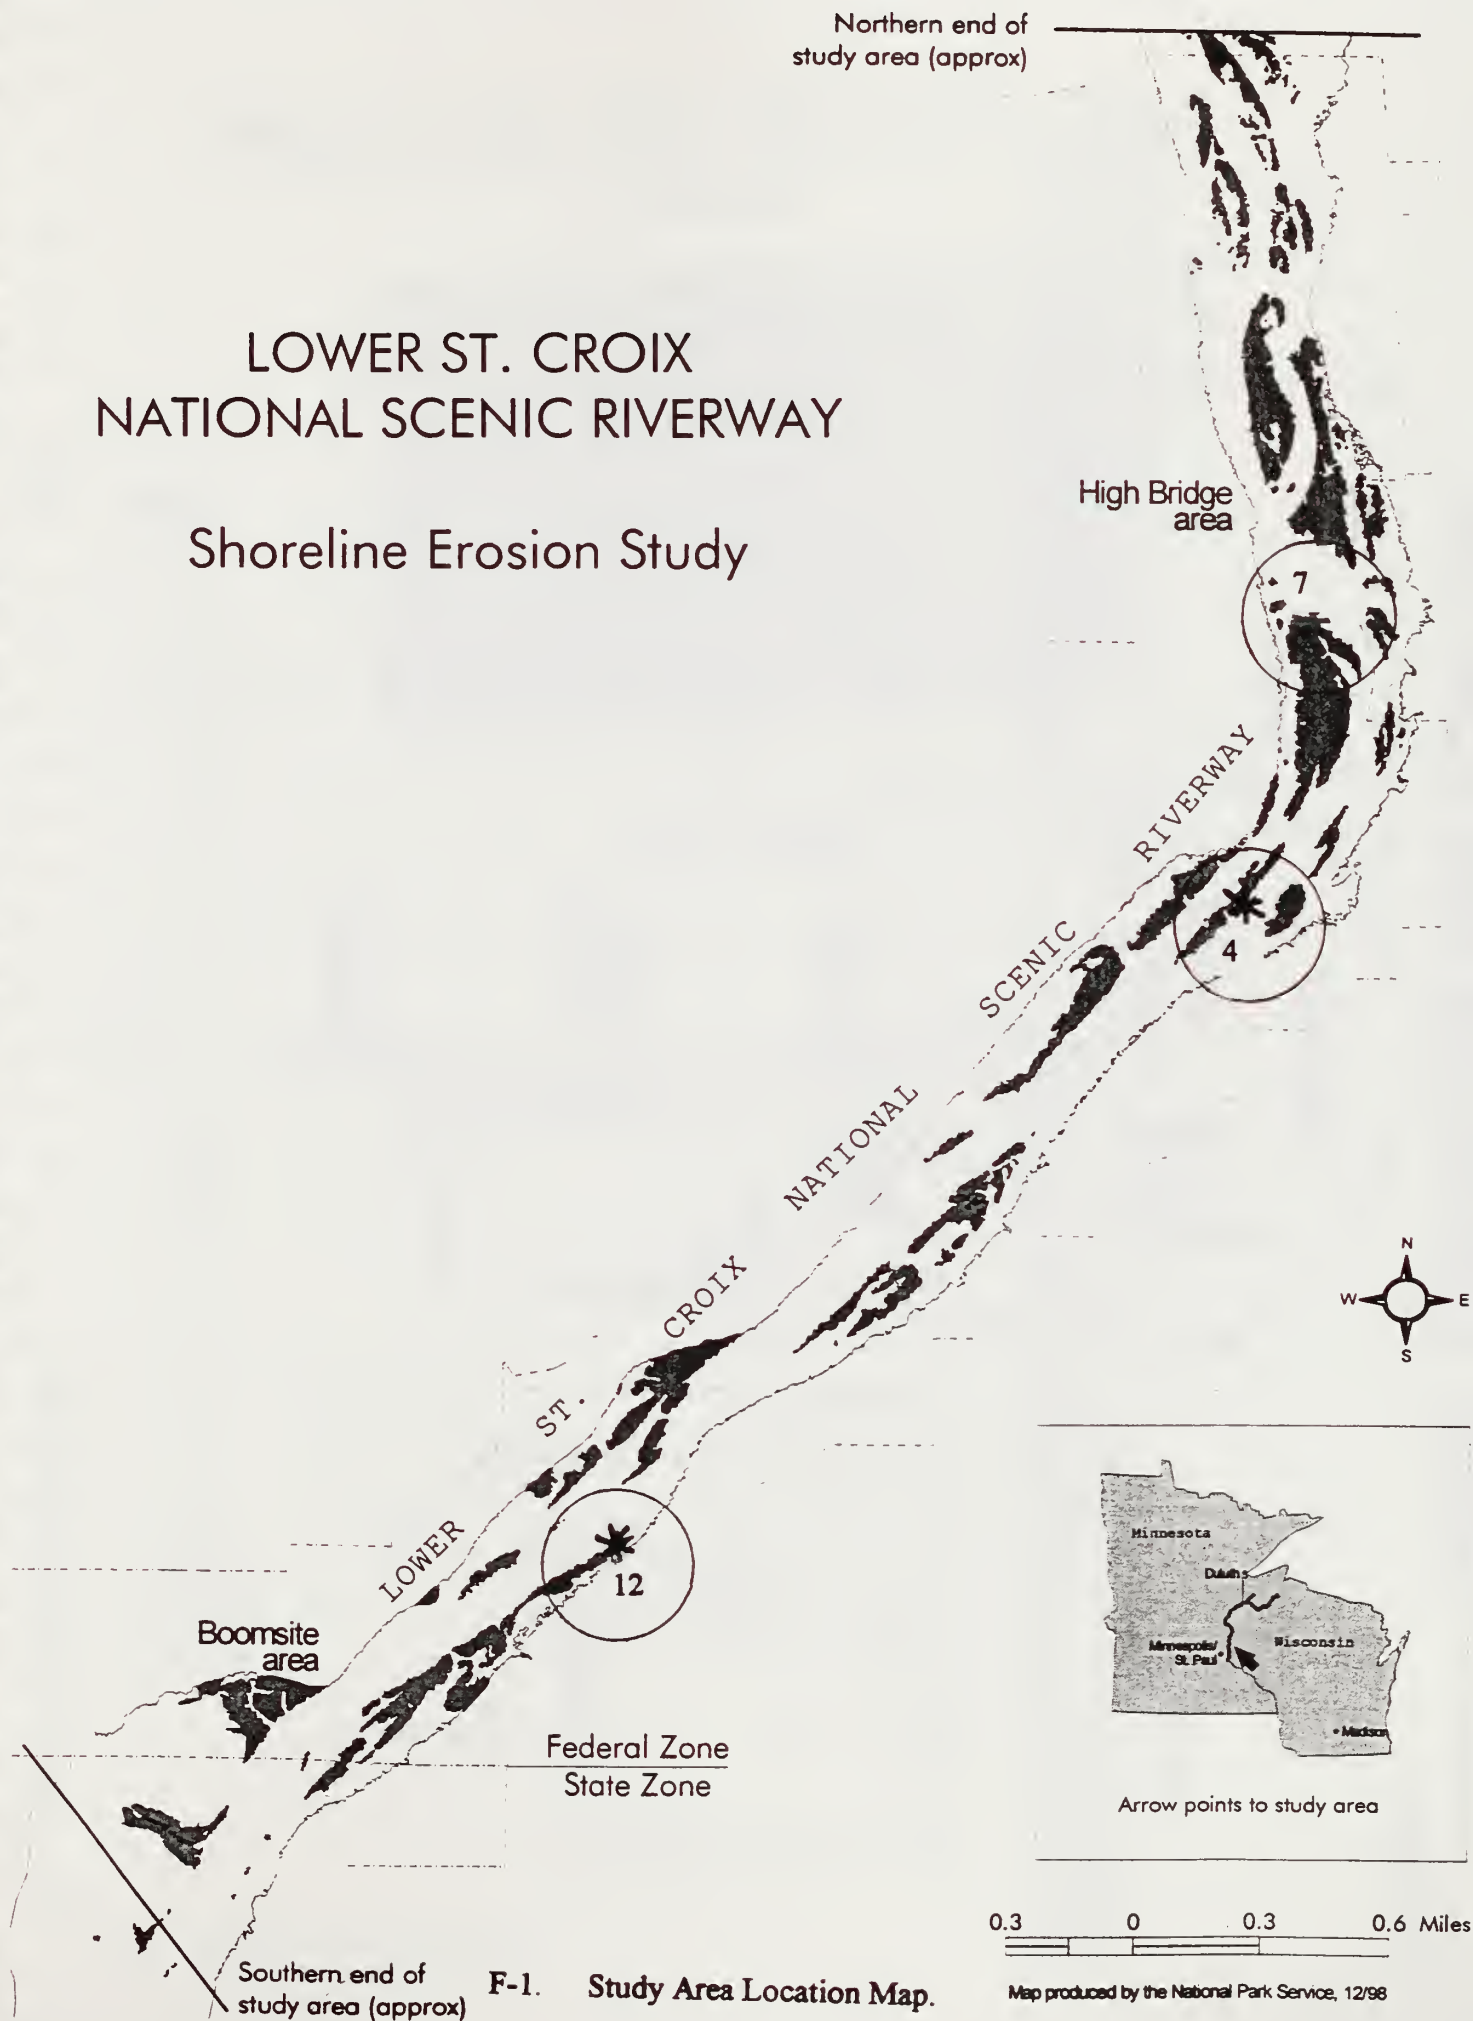 Northern end of
study area (approx)
LOWER ST. CROIX
NATIONAL SCENIC RIVERWAY
Shoreline Erosion Study
High Bridge
area
7
4
LOWER ST. CROIX NATIONAL SCENIC RIVERWAY
N
W E
S
12
Boomsite
area
Federal Zone
State Zone
Minnesota
Duluth
Minneapolis/
St. Paul
Wisconsin
Madison
Arrow points to study area
0.3 0 0.3 0.6 Miles
Southern end of
study area (approx)
F-1. Study Area Location Map.
Map produced by the National Park Service, 12/98